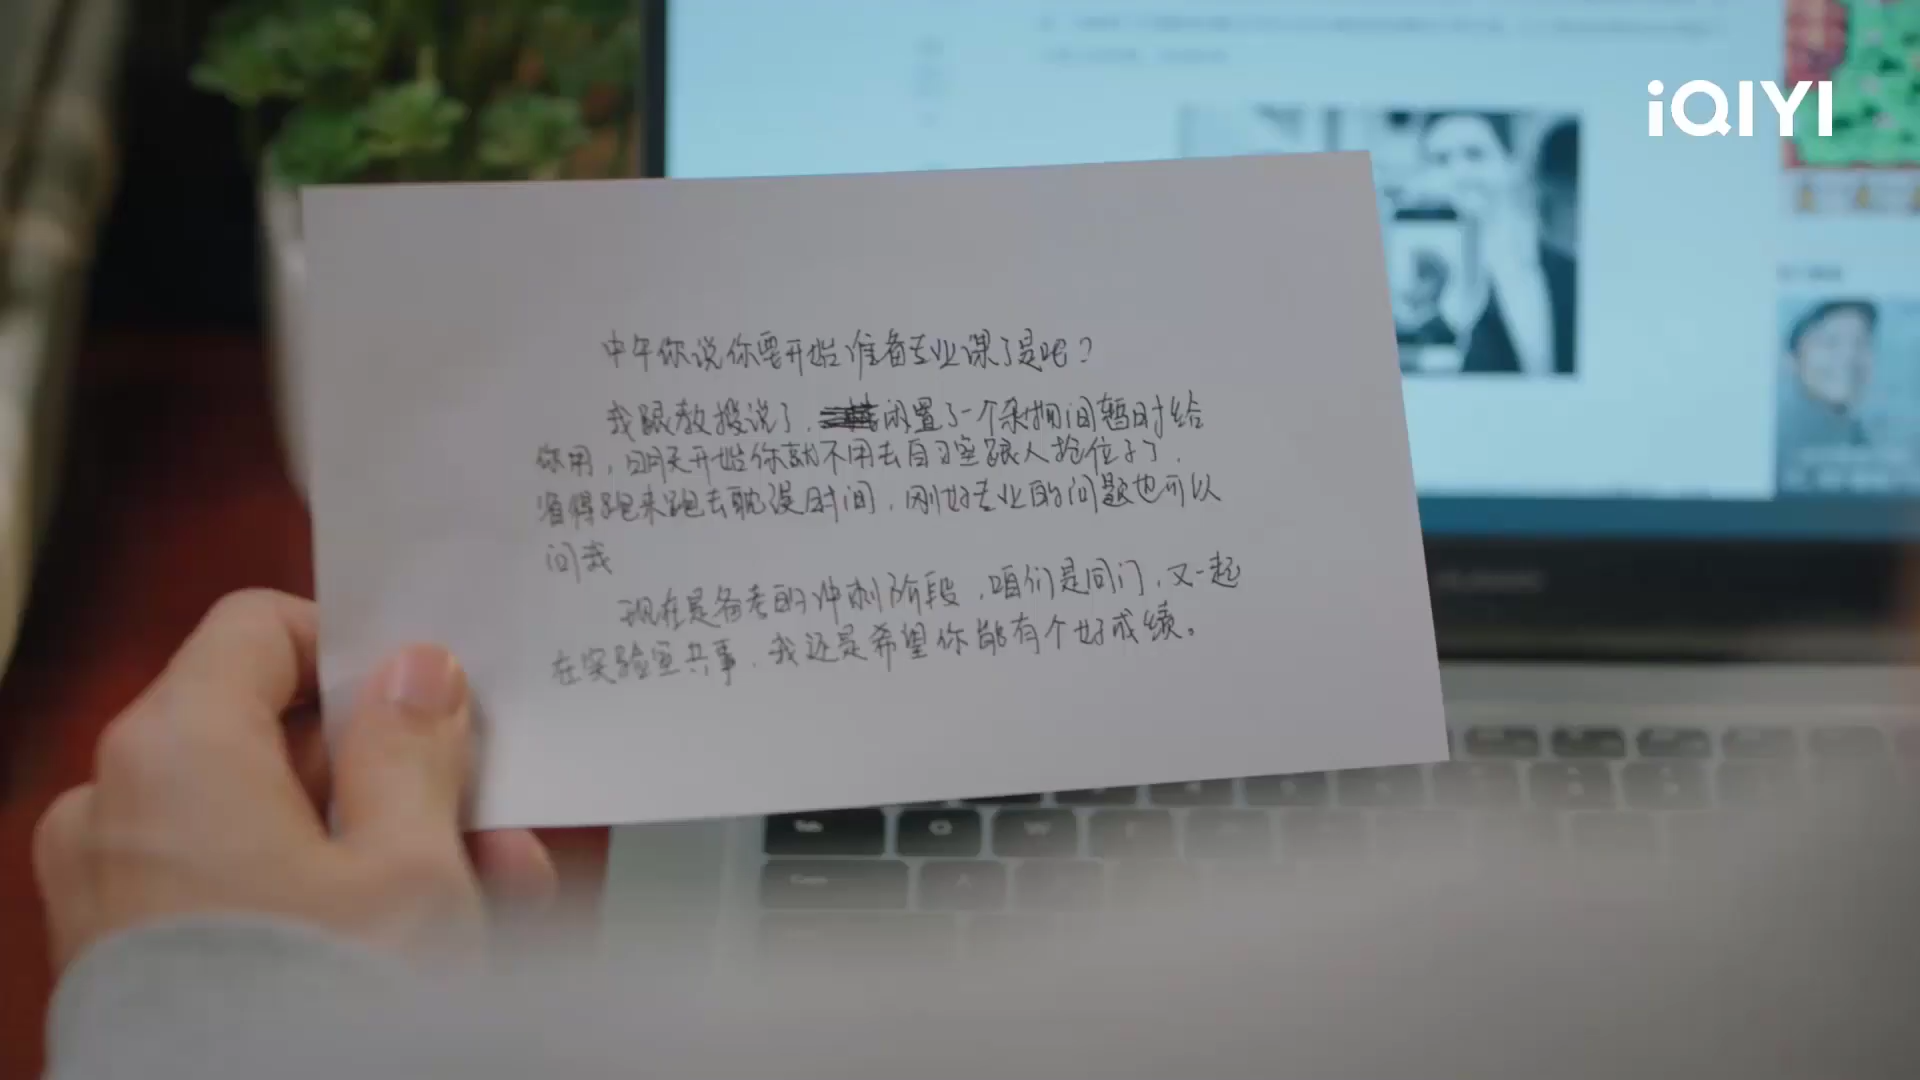 iQIYI
中午你说你要开始准备专业课了是吧？
我跟教授说了，闲置了一个杂物间暂时给
你用，明天开始你就不用去自习室跟人抢位子了，
省得跑来跑去耽误时间，刚好专业的问题也可以
问我
现在是备考的冲刺阶段，咱们是同门，又一起
在实验室共事，我还是希望你能有个好成绩。
Tab Q W